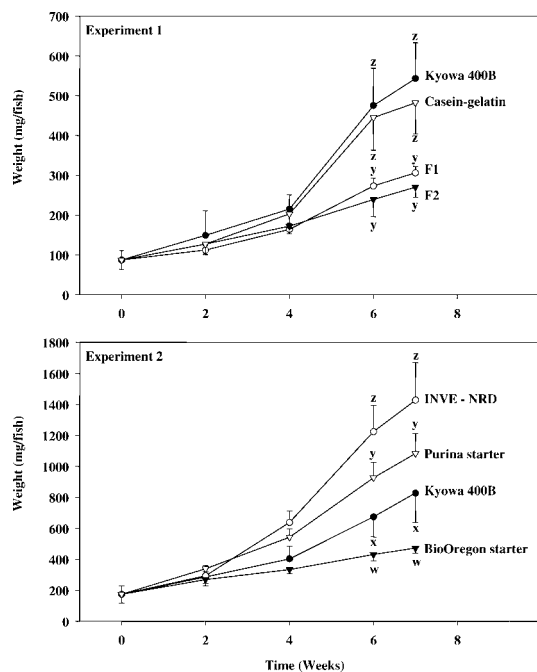 Experiment 1
Weight (mg/fish)
700
600
500
400
300
200
100
0
z
z
Kyowa 400B
Casein-gelatin
z
z
y
y
F1
F2
y
y
0
2
4
6
8
Experiment 2
Weight (mg/fish)
1800
1600
1400
1200
1000
800
600
400
200
0
z
z
INVE - NRD
y
y
Purina starter
Kyowa 400B
x
x
BioOregon starter
w
w
0
2
4
6
8
Time (Weeks)